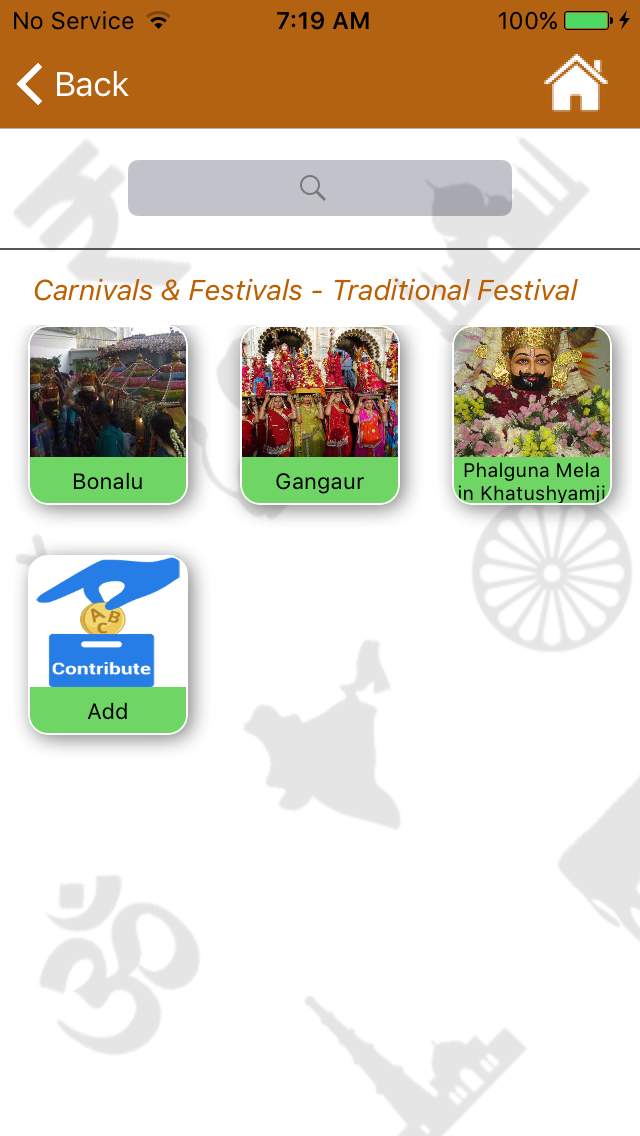 No Service 7:19 AM 100%
Back
Carnivals & Festivals - Traditional Festival
Bonalu
Gangaur
Phalguna Mela
in Khatushyamji
A B
C
Contribute
Add